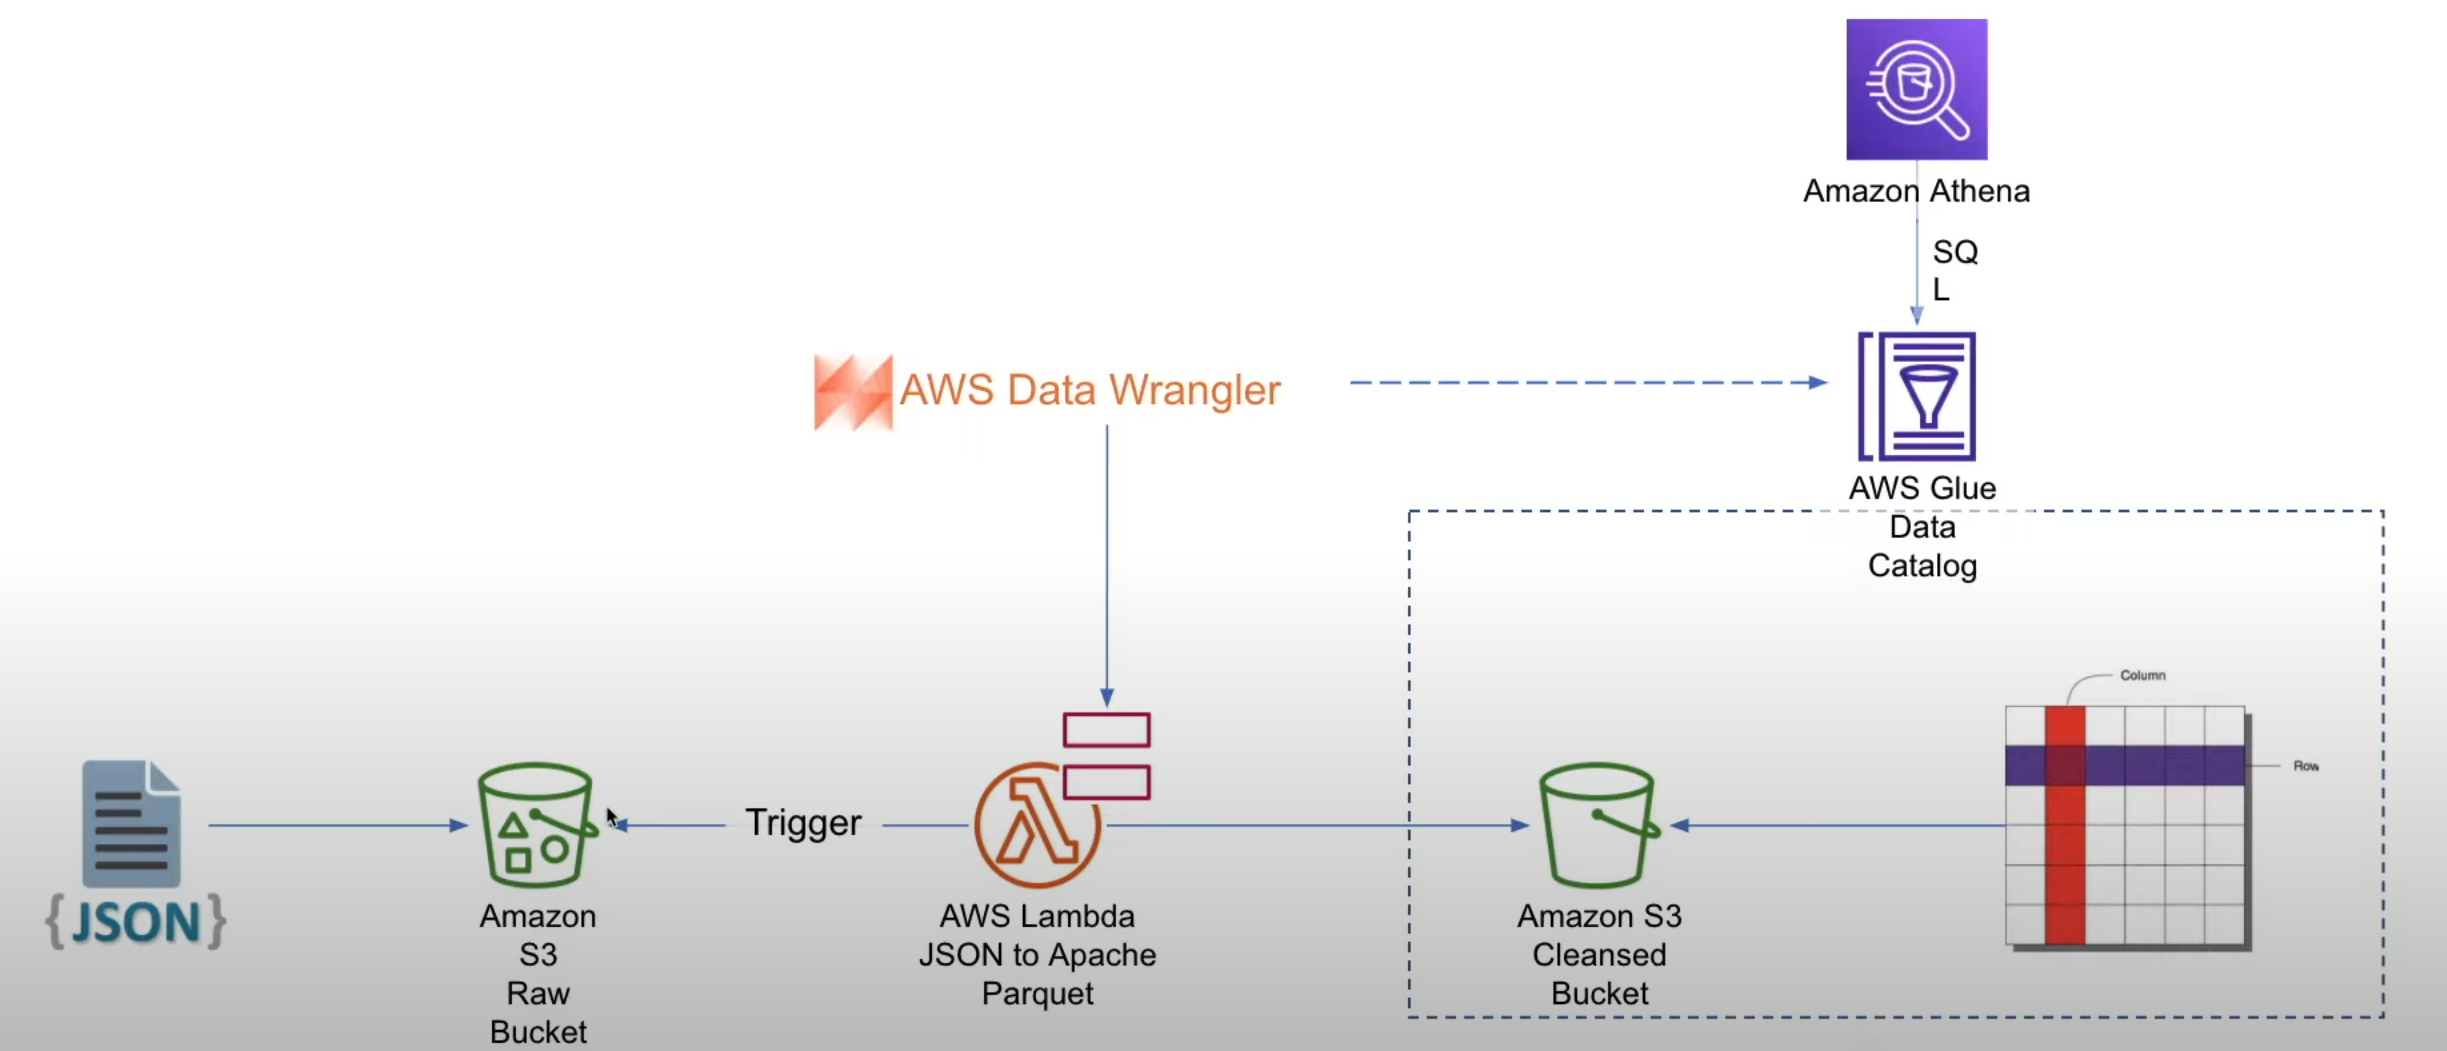 Amazon Athena
SQ
L
AWS Data Wrangler
AWS Glue
Data
Catalog
Column
Row
Trigger
{JSON}
Amazon
S3
Raw
Bucket
AWS Lambda
JSON to Apache
Parquet
Amazon S3
Cleansed
Bucket